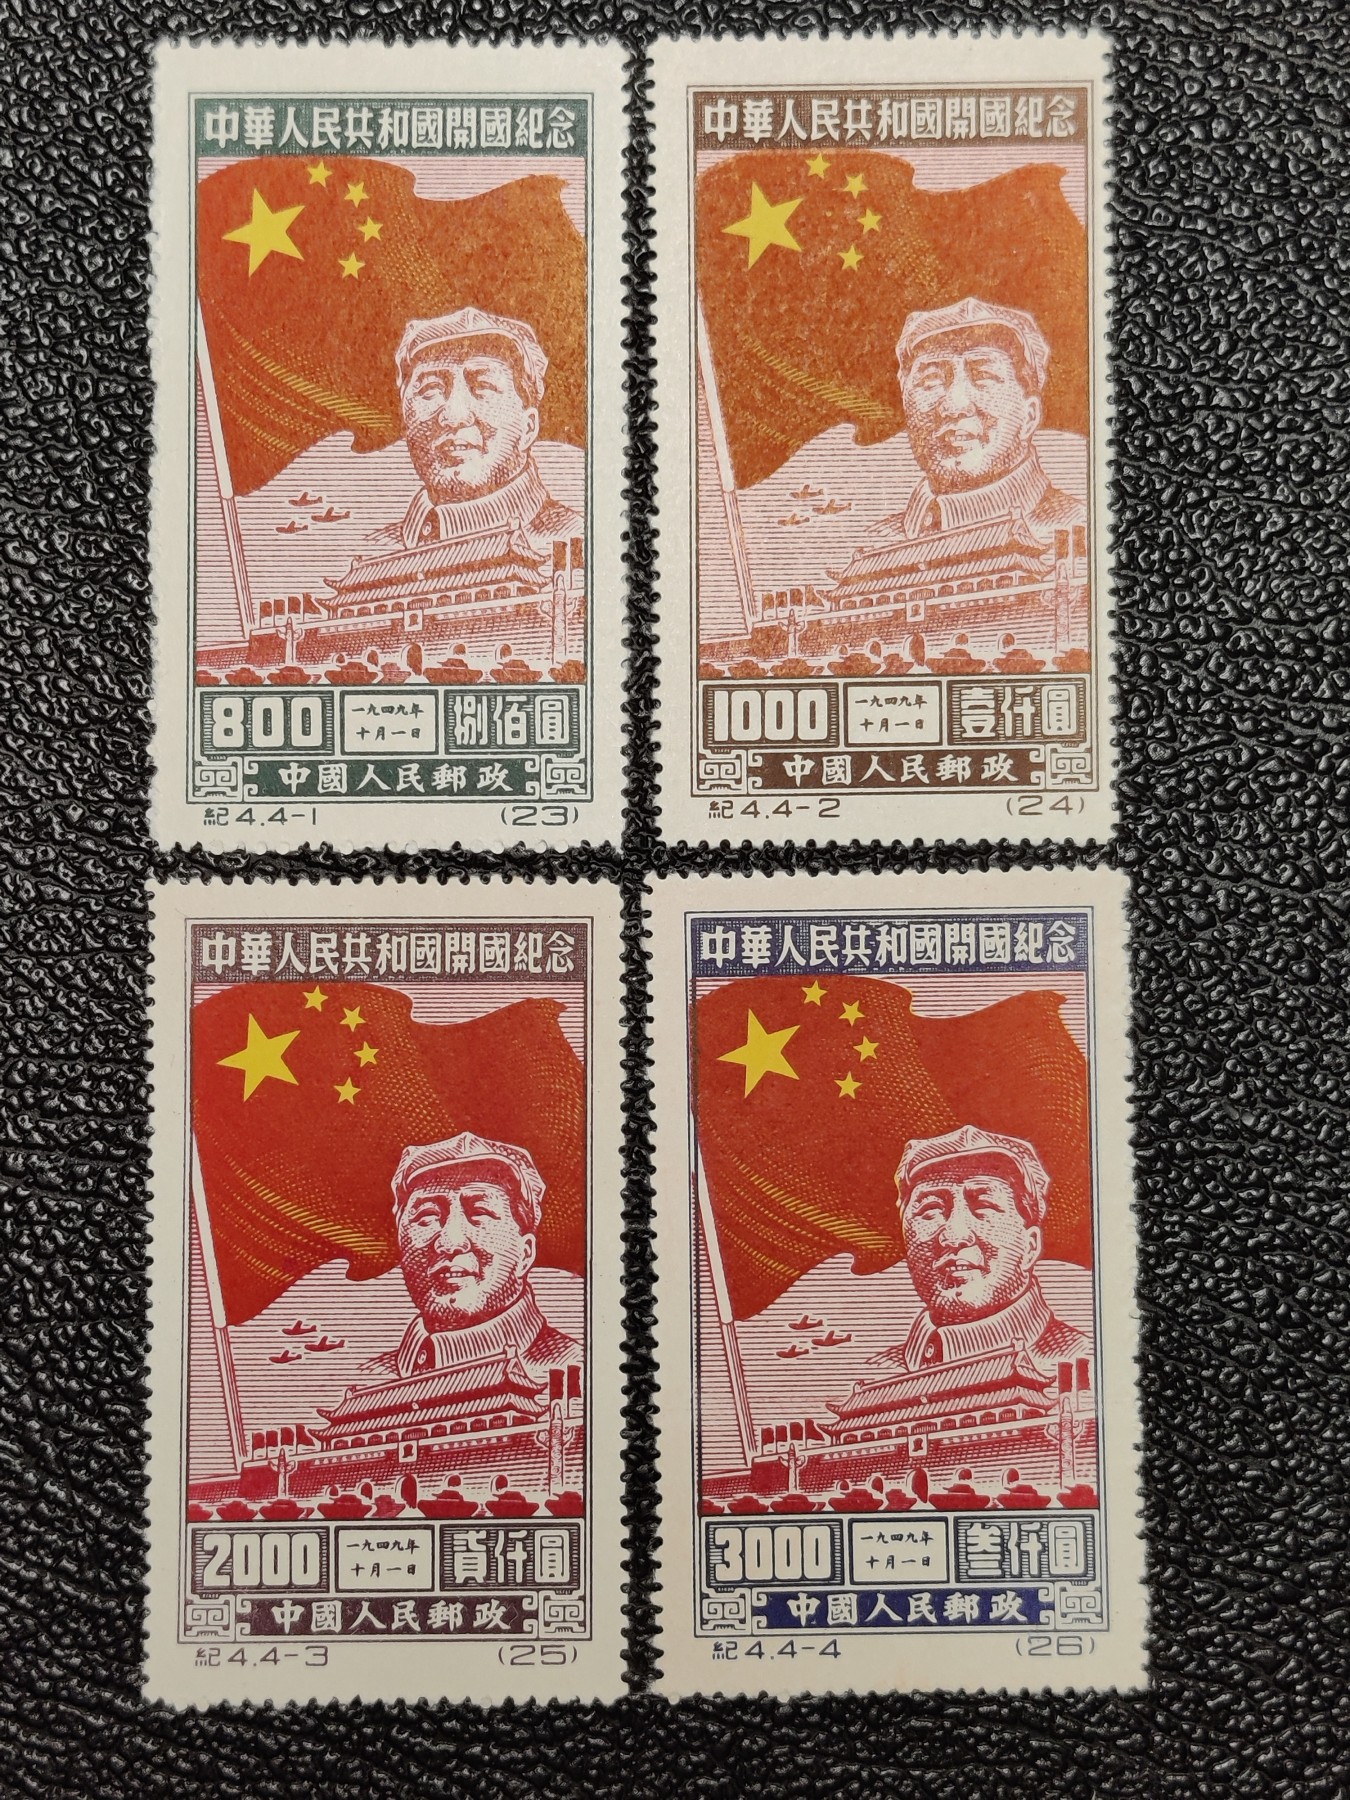 中華人民共和國開國紀念
800 一九四九年 捌佰圓
十月一日
中國人民郵政
紀4.4-1 (23)
中華人民共和國開國紀念
1000 一九四九年 壹仟圓
十月一日
中國人民郵政
紀4.4-2 (24)
中華人民共和國開國紀念
2000 一九四九年 貳仟圓
十月一日
中國人民郵政
紀4.4-3 (25)
中華人民共和國開國紀念
3000 一九四九年 叁仟圓
十月一日
中國人民郵政
紀4.4-4 (26)